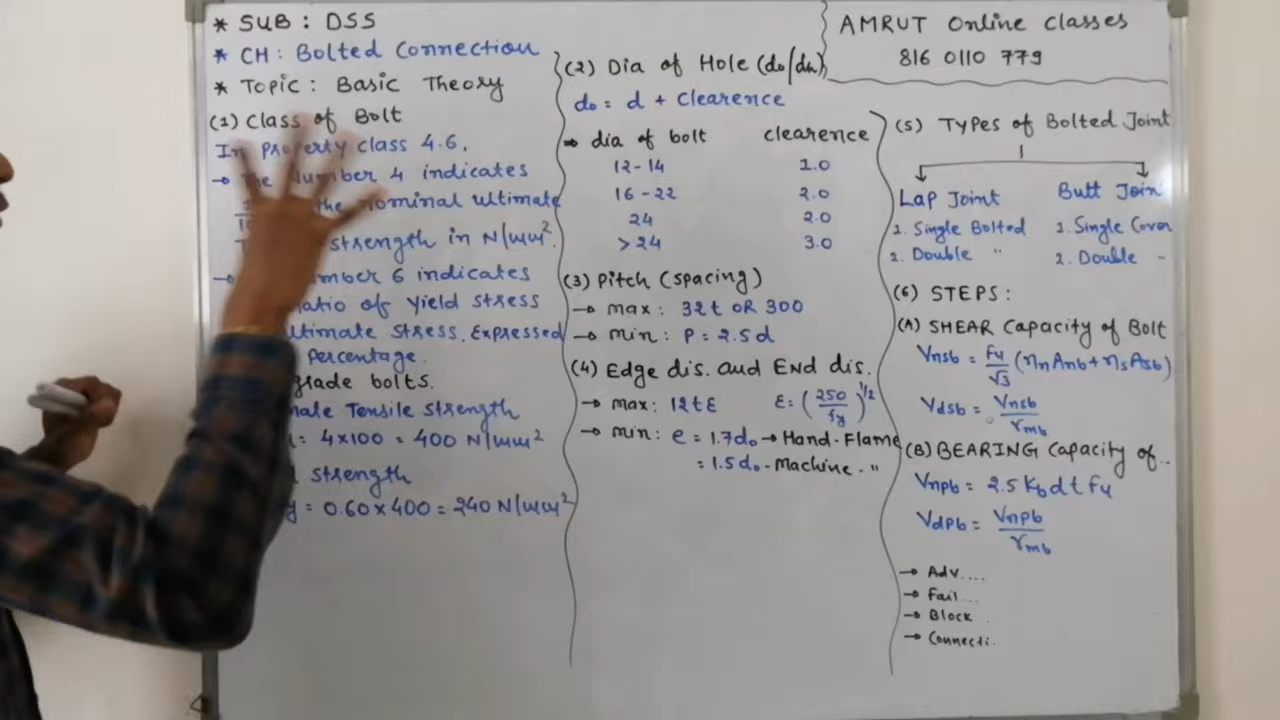 * SUB : DSS
* CH : Bolted Connection
* TOPIC : Basic Theory
(1) Class of Bolt
In property class 4.6,
→ number 4 indicates
the nominal ultimate
strength in N/mm².
→ number 6 indicates
ratio of yield stress
ultimate stress, Expressed
percentage.
grade bolts.
Tensile strength
= 4×100 = 400 N/mm²
strength
y = 0.60×400 = 240 N/mm²
(2) Dia of Hole (do/dh)
do = d + Clearence
→ dia of bolt clearence
12-14 1.0
16-22 2.0
24 2.0
>24 3.0
(3) Pitch (spacing)
→ max: 32t OR 300
→ min: P = 2.5d
(4) Edge dis. and End dis.
→ max: 12tε ε = (250/fy)^1/2
→ min: e = 1.7do → Hand-Flame
= 1.5do - Machine - "
AMRUT Online Classes
816 0110 779
(5) Types of Bolted Joint
Lap Joint Butt Join
1. Single Bolted 1. Single Cover
2. Double " 2. Double -
(6) STEPS:
(A) SHEAR Capacity of Bolt
Vnsb = Fu/√3 (nn Anb + ns Asb)
Vdsb = Vnsb/γmb
(B) BEARING Capacity of..
Vnpb = 2.5 Kb d t Fu
Vdpb = Vnpb/γmb
→ Adv....
→ Fail...
→ Block
→ Connecti.